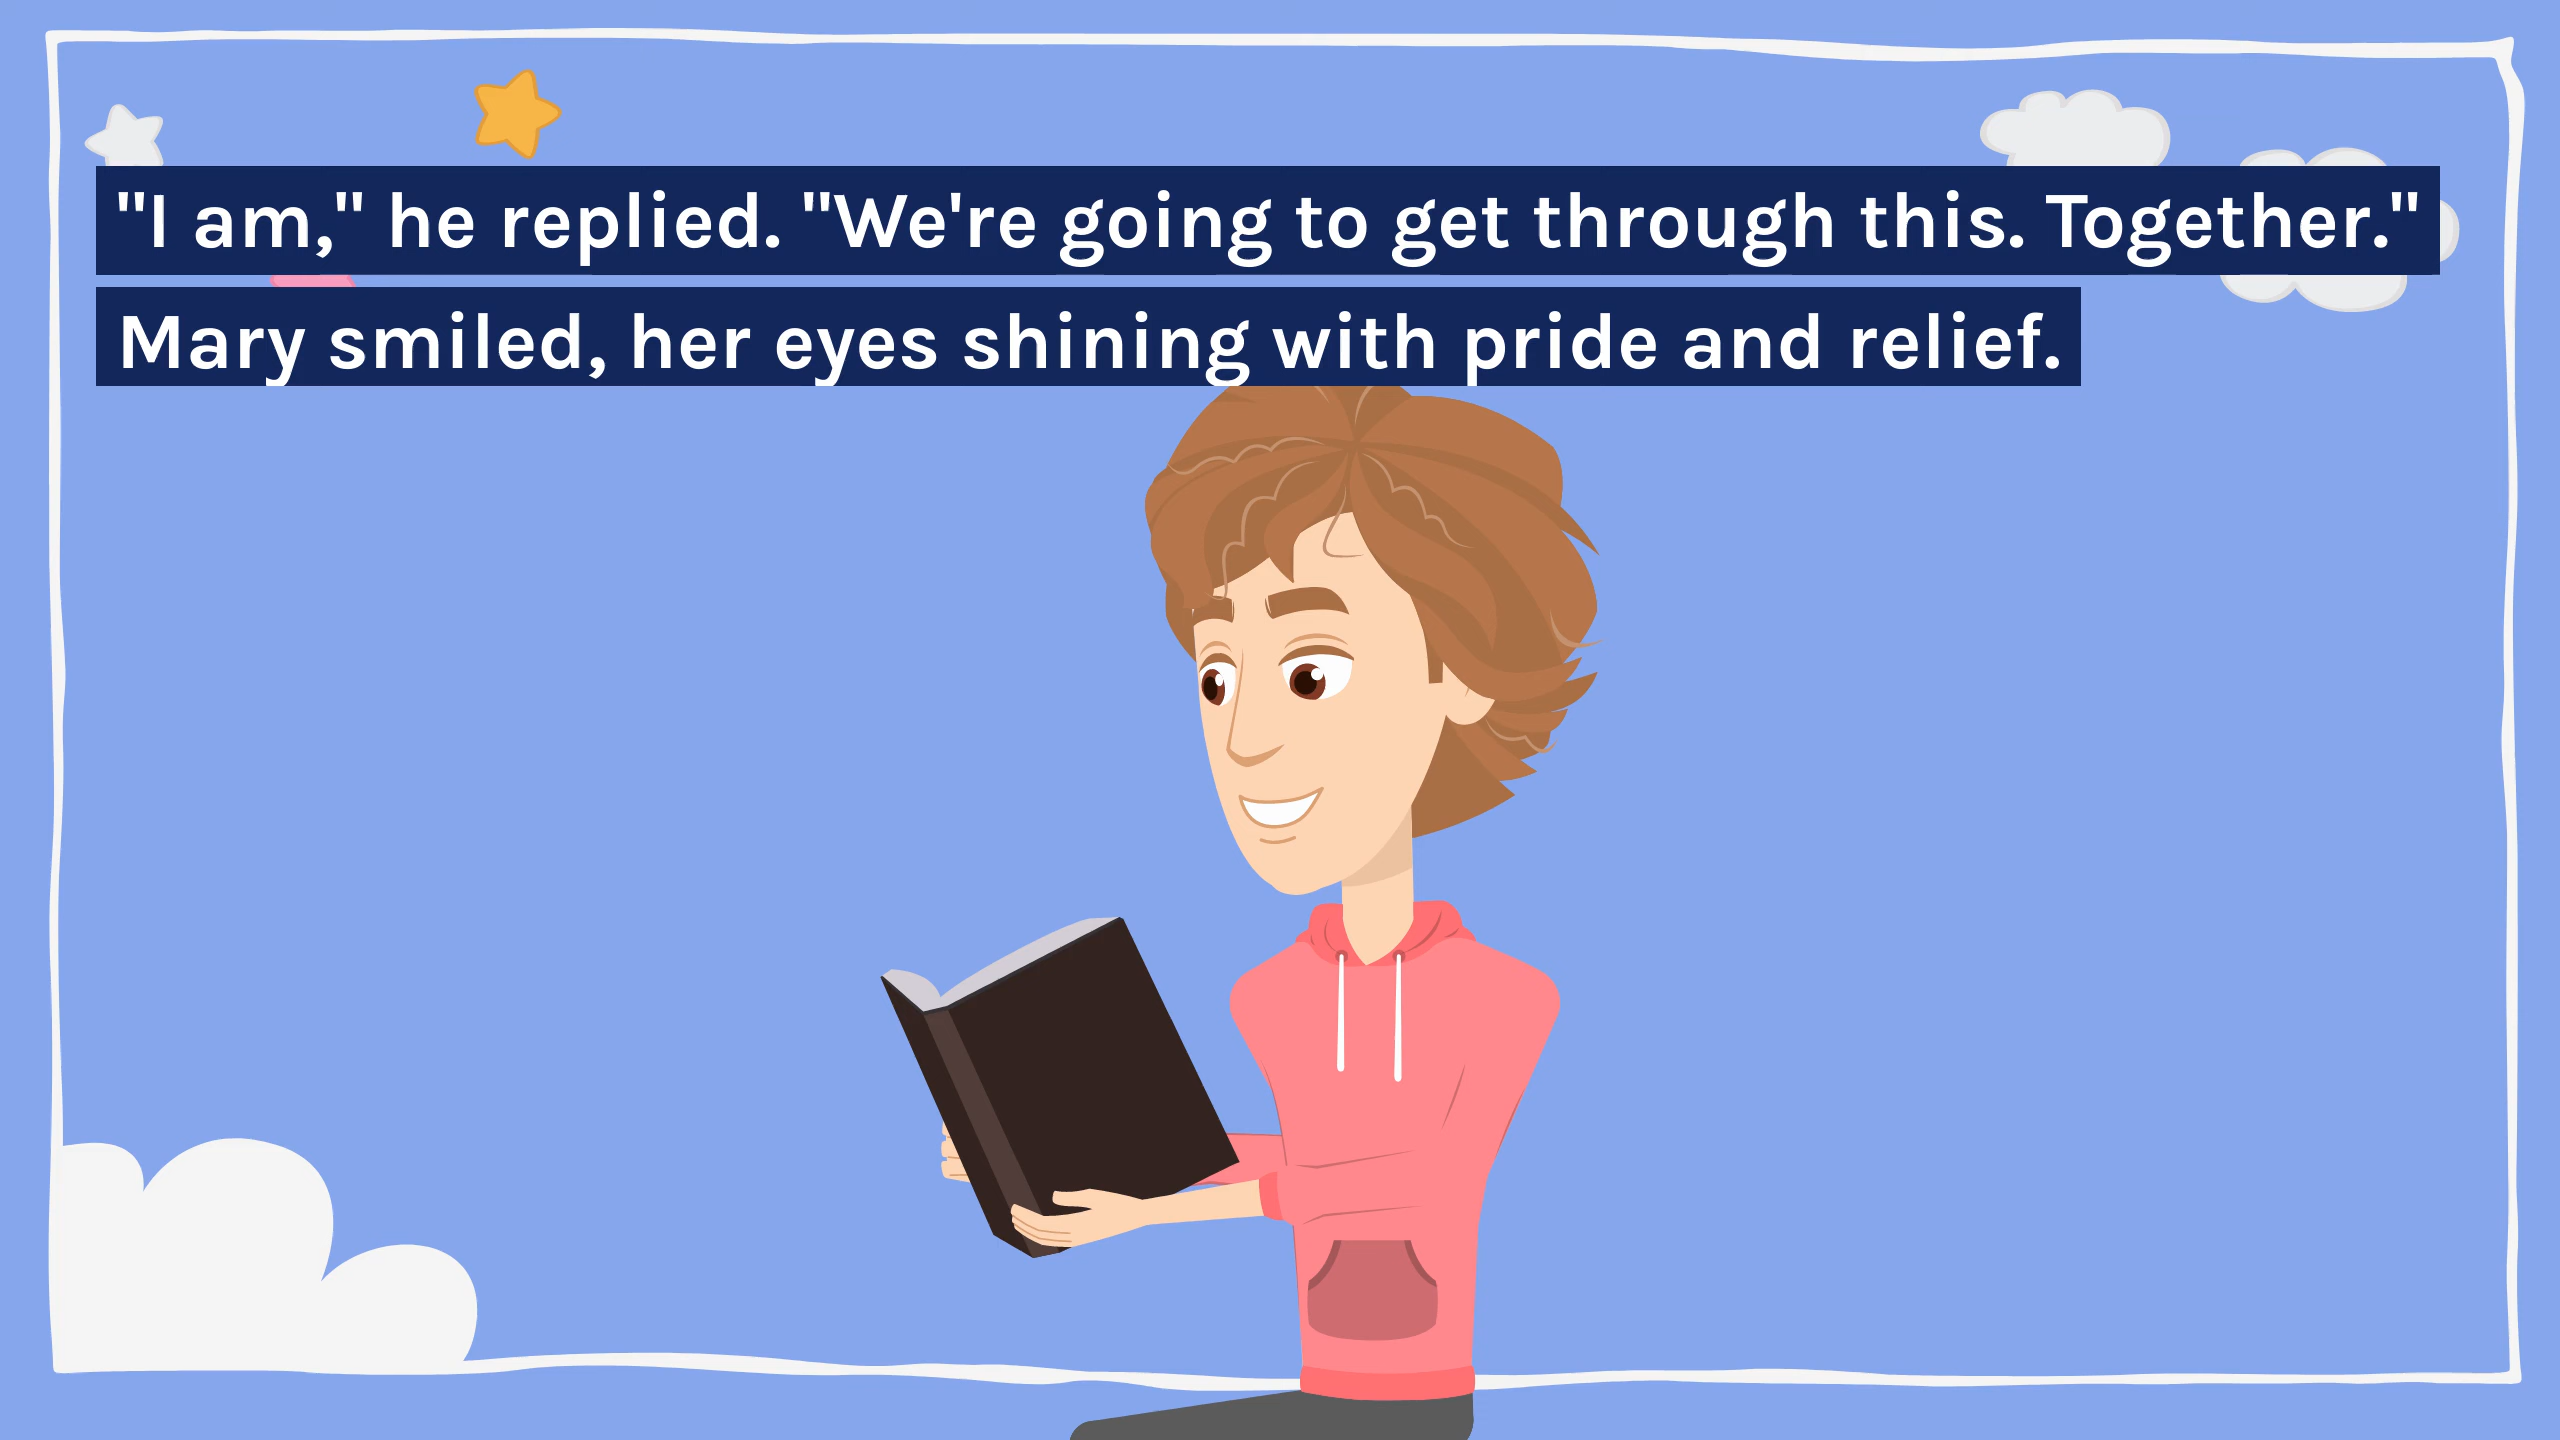 "I am," he replied. "We're going to get through this. Together."
Mary smiled, her eyes shining with pride and relief.